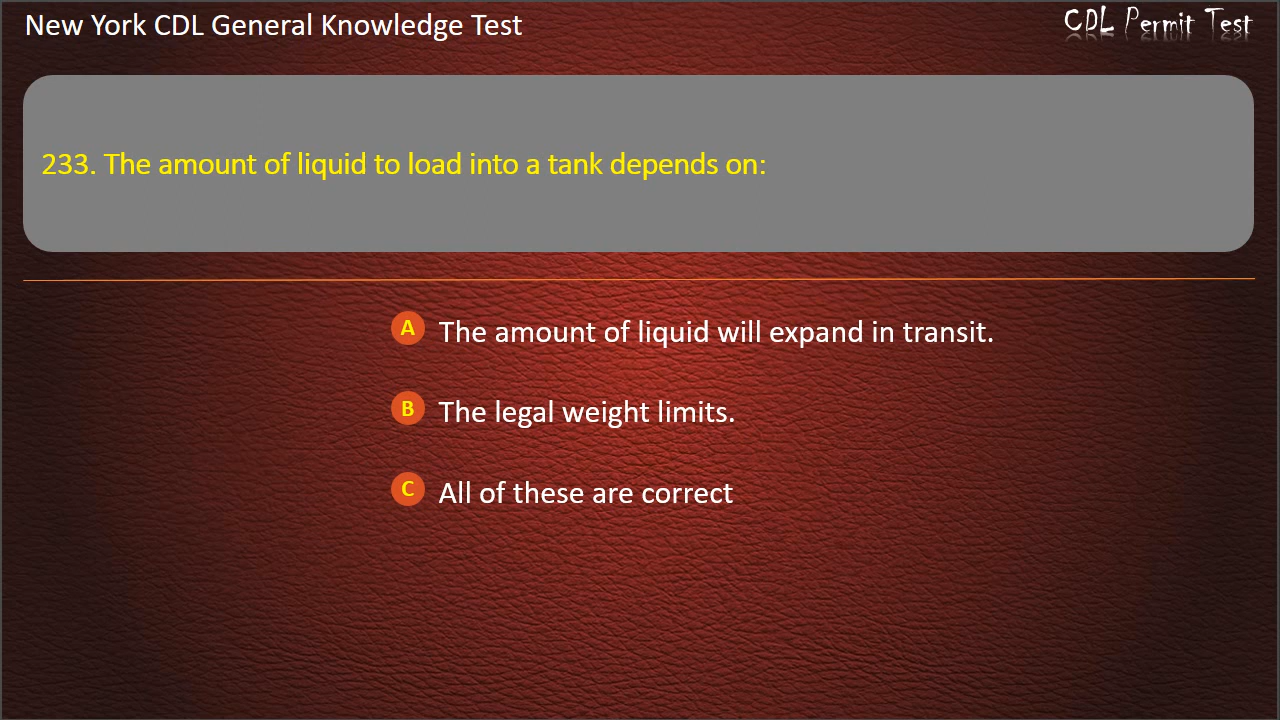 New York CDL General Knowledge Test
CDL Permit Test
233. The amount of liquid to load into a tank depends on:
A The amount of liquid will expand in transit.
B The legal weight limits.
C All of these are correct